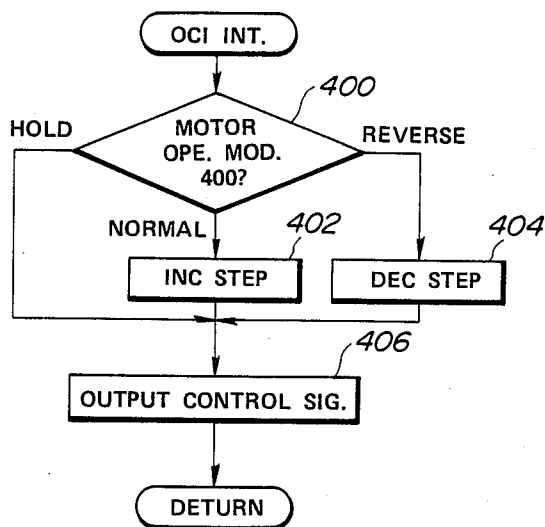 OCI INT.
400
HOLD
MOTOR
OPE. MOD.
400?
REVERSE
NORMAL
402
404
INC STEP
DEC STEP
406
OUTPUT CONTROL SIG.
DETURN